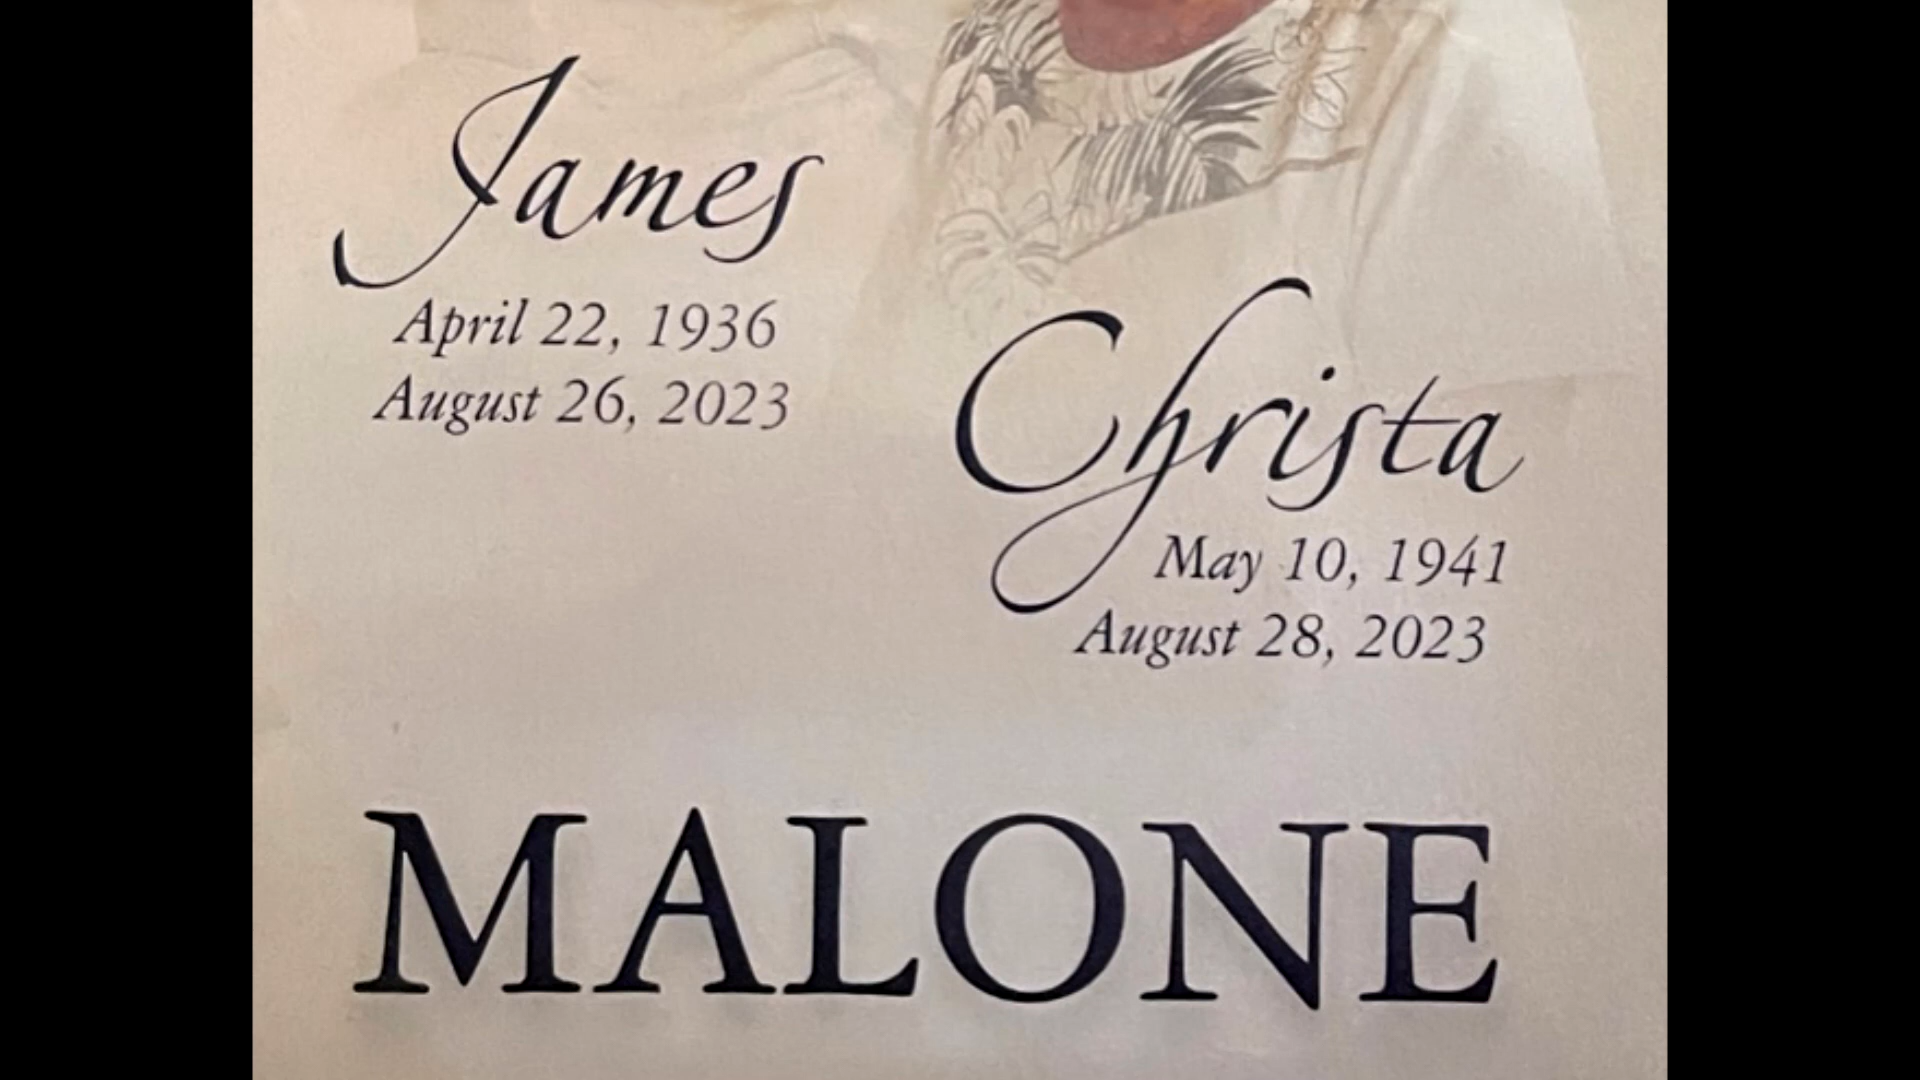 James
April 22, 1936
August 26, 2023
Christa
May 10, 1941
August 28, 2023
MALONE